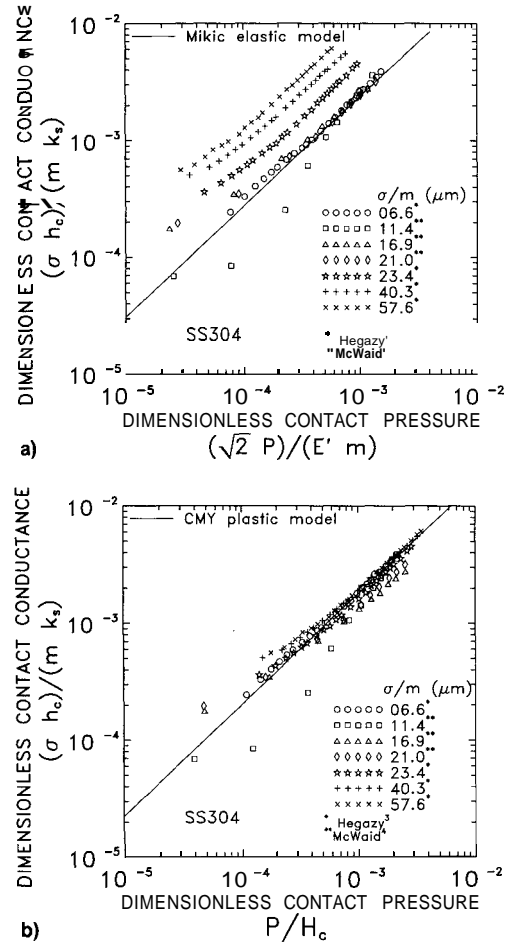 10⁻²
Mikic elastic model
10⁻³
10⁻⁴
10⁻⁵
(σ h_c)/(m k_s)
σ/m (μm)
06.6*
11.4**
16.9**
21.0**
23.4*
40.3*
57.6*
SS304
* Hegazy'
"McWaid'
10⁻⁵ 10⁻⁴ 10⁻³ 10⁻²
DIMENSIONLESS CONTACT PRESSURE
(√2 P)/(E' m)
a)
10⁻²
CMY plastic model
10⁻³
10⁻⁴
10⁻⁵
DIMENSIONLESS CONTACT CONDUCTANCE
(σ h_c)/(m k_s)
σ/m (μm)
06.6*
11.4**
16.9**
21.0**
23.4*
40.3*
57.6*
SS304
* Hegazy³
**McWaid⁴
10⁻⁵ 10⁻⁴ 10⁻³ 10⁻²
DIMENSIONLESS CONTACT PRESSURE
P/H_c
b)